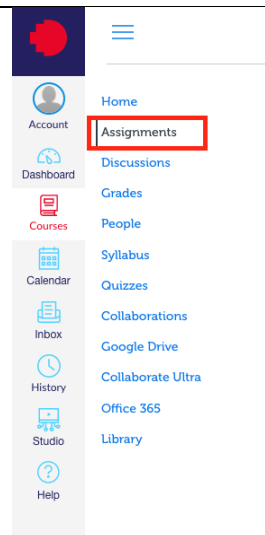 Account
Dashboard
Courses
Calendar
Inbox
History
Studio
Help
Home
Assignments
Discussions
Grades
People
Syllabus
Quizzes
Collaborations
Google Drive
Collaborate Ultra
Office 365
Library